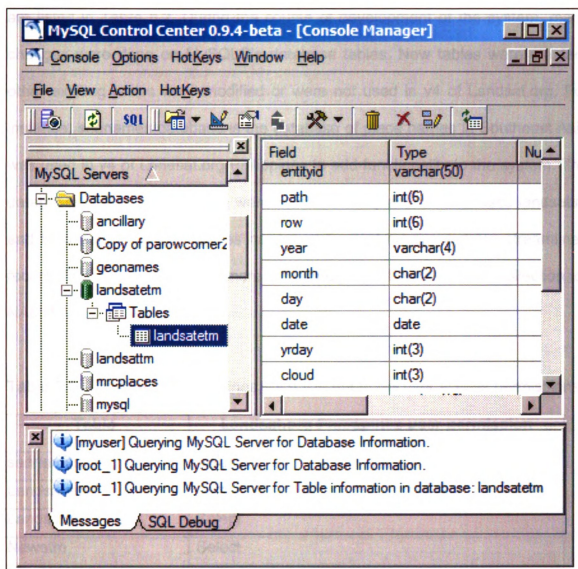 MySQL Control Center 0.9.4-beta - [Console Manager]
Console Options HotKeys Window Help
File View Action HotKeys
SQL
MySQL Servers
Databases
ancillary
Copy of parowcorner2
geonames
landsatetm
Tables
landsatetm
landsattm
mrcplaces
mysql
Field Type Nu
entityid varchar(50)
path int(6)
row int(6)
year varchar(4)
month char(2)
day char(2)
date date
yrday int(3)
cloud int(3)
[myuser] Querying MySQL Server for Database Information.
[root_1] Querying MySQL Server for Database Information.
[root_1] Querying MySQL Server for Table information in database: landsatetm
Messages SQL Debug